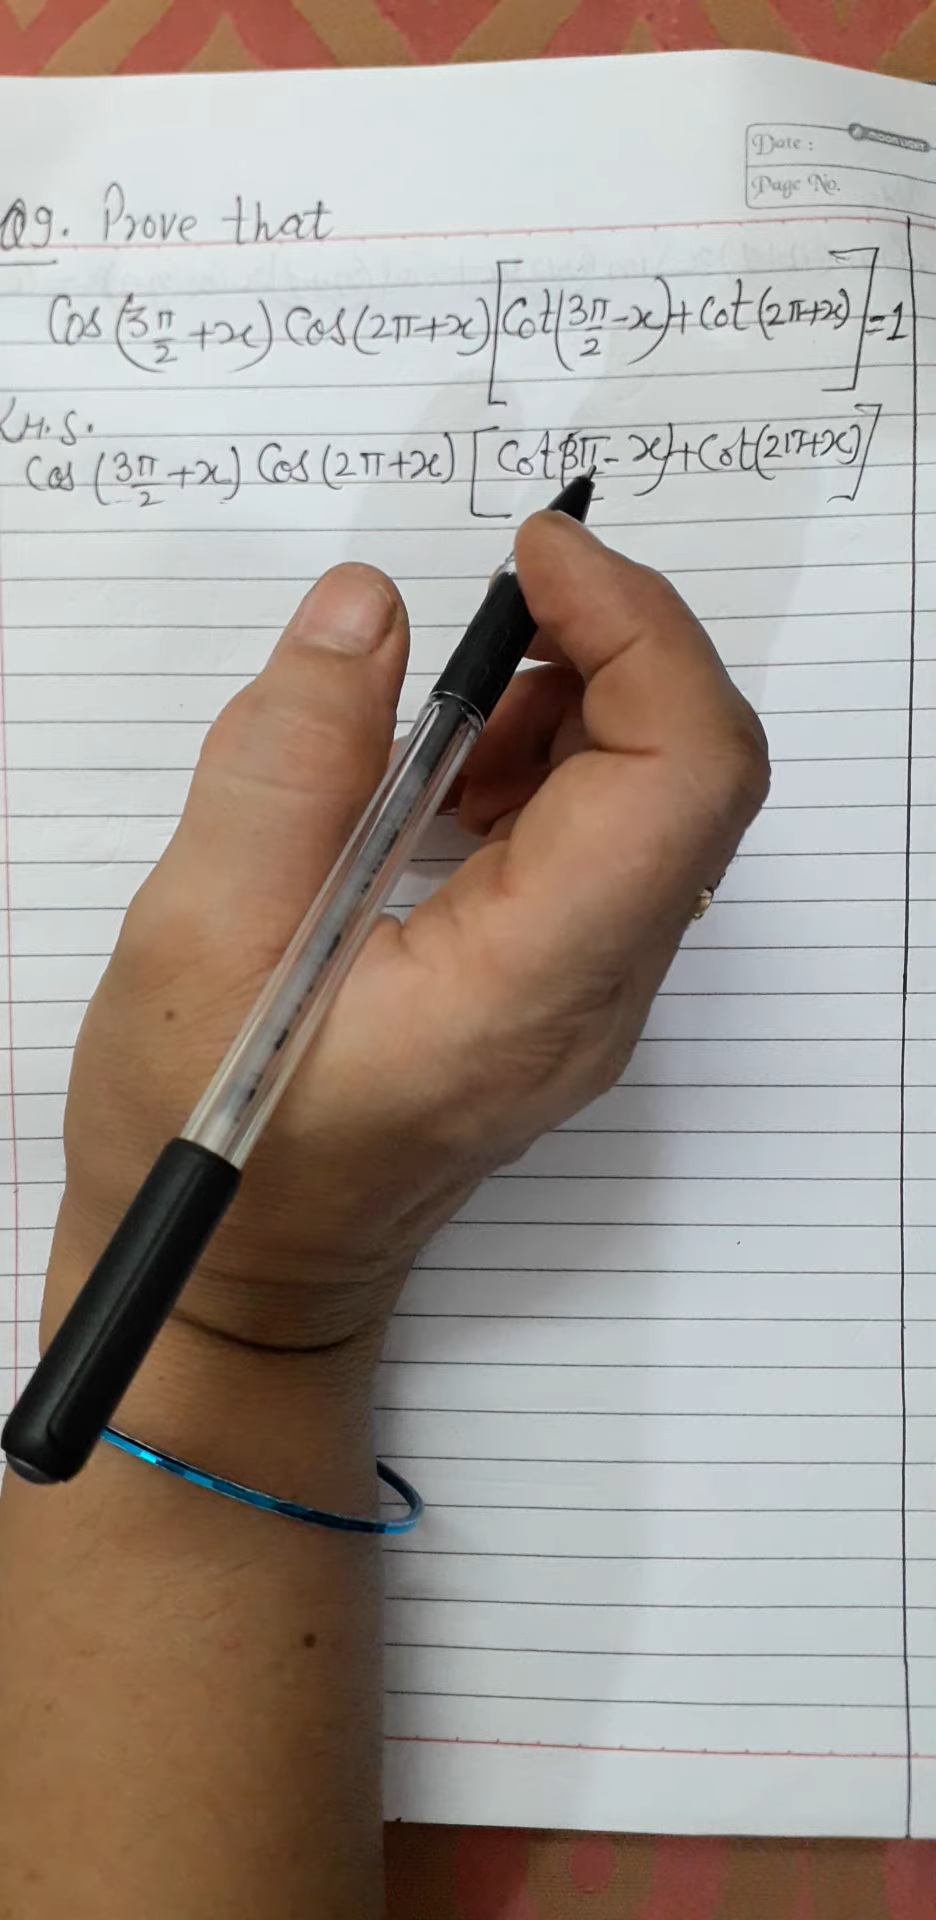 Date :
Page No.
Q9. Prove that
Cos(3π/2 +x) Cos(2π+x)[Cot(3π/2 -x)+Cot(2π+x)]=1
L.H.S.
Cos (3π/2 +x) Cos (2π+x) [Cot(3π/2 - x)+Cot(2π+x)]